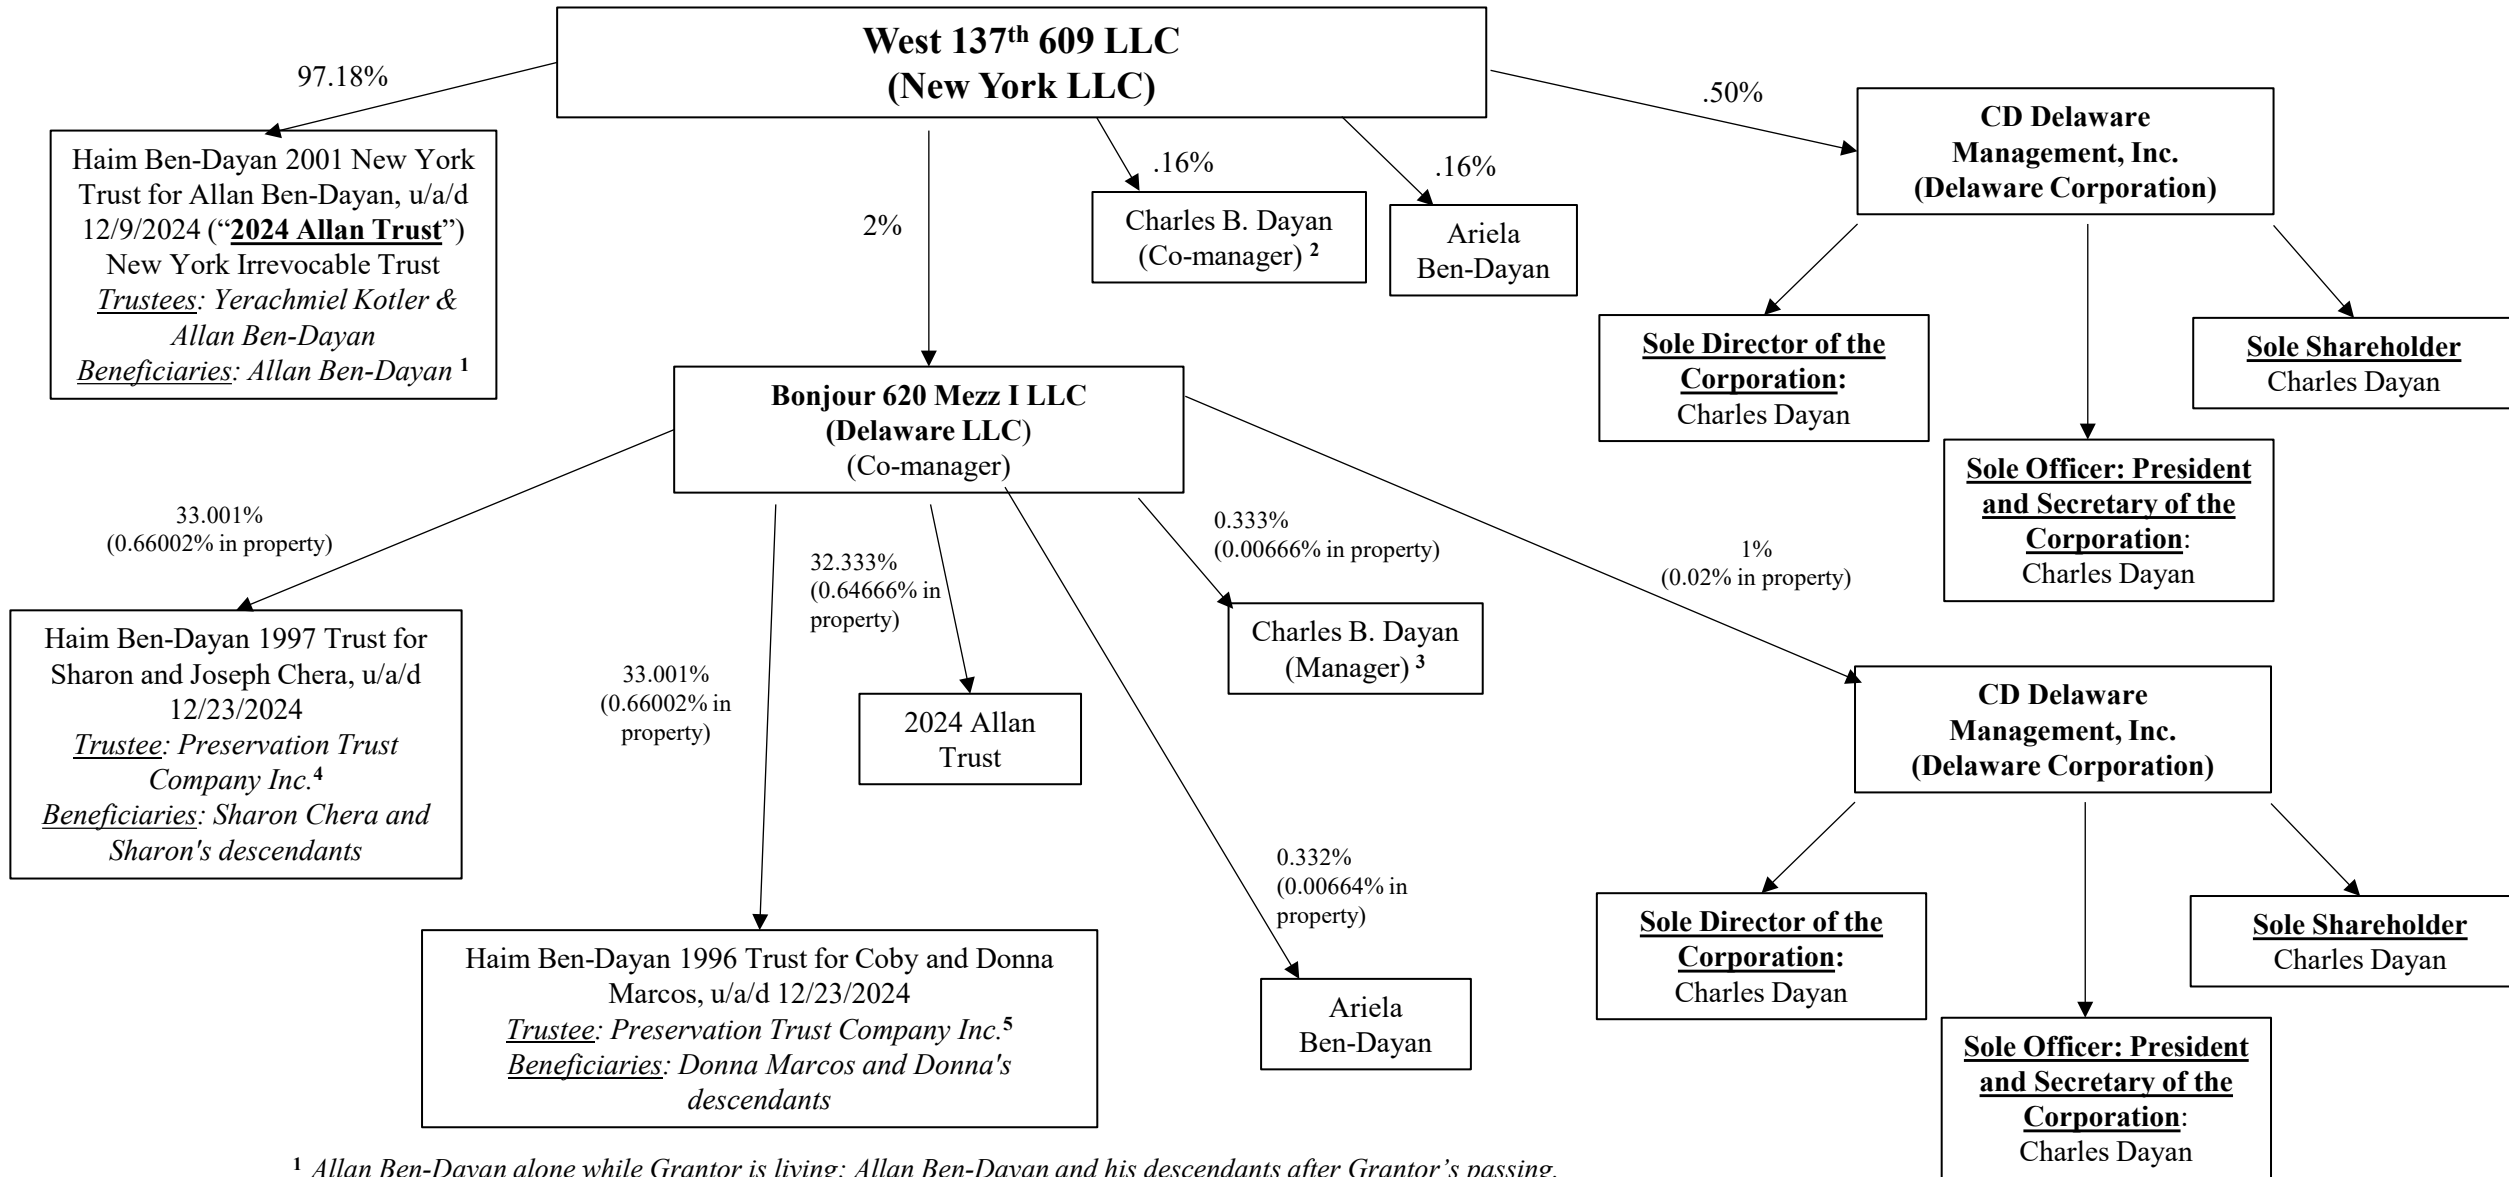 West 137th 609 LLC
(New York LLC)
97.18%
.50%
.16%
.16%
2%
Haim Ben-Dayan 2001 New York
Trust for Allan Ben-Dayan, u/a/d
12/9/2024 (“2024 Allan Trust”)
New York Irrevocable Trust
Trustees: Yerachmiel Kotler &
Allan Ben-Dayan
Beneficiaries: Allan Ben-Dayan 1
Charles B. Dayan
(Co-manager) 2
Ariela
Ben-Dayan
CD Delaware
Management, Inc.
(Delaware Corporation)
Sole Director of the
Corporation:
Charles Dayan
Sole Officer: President
and Secretary of the
Corporation:
Charles Dayan
Sole Shareholder
Charles Dayan
Bonjour 620 Mezz I LLC
(Delaware LLC)
(Co-manager)
33.001%
(0.66002% in property)
33.001%
(0.66002% in
property)
32.333%
(0.64666% in
property)
0.332%
(0.00664% in
property)
0.333%
(0.00666% in property)
1%
(0.02% in property)
Haim Ben-Dayan 1997 Trust for
Sharon and Joseph Chera, u/a/d
12/23/2024
Trustee: Preservation Trust
Company Inc.4
Beneficiaries: Sharon Chera and
Sharon's descendants
Haim Ben-Dayan 1996 Trust for Coby and Donna
Marcos, u/a/d 12/23/2024
Trustee: Preservation Trust Company Inc.5
Beneficiaries: Donna Marcos and Donna's
descendants
2024 Allan
Trust
Ariela
Ben-Dayan
Charles B. Dayan
(Manager) 3
CD Delaware
Management, Inc.
(Delaware Corporation)
Sole Director of the
Corporation:
Charles Dayan
Sole Officer: President
and Secretary of the
Corporation:
Charles Dayan
Sole Shareholder
Charles Dayan
1 Allan Ben-Dayan alone while Grantor is living; Allan Ben-Dayan and his descendants after Grantor’s passing.